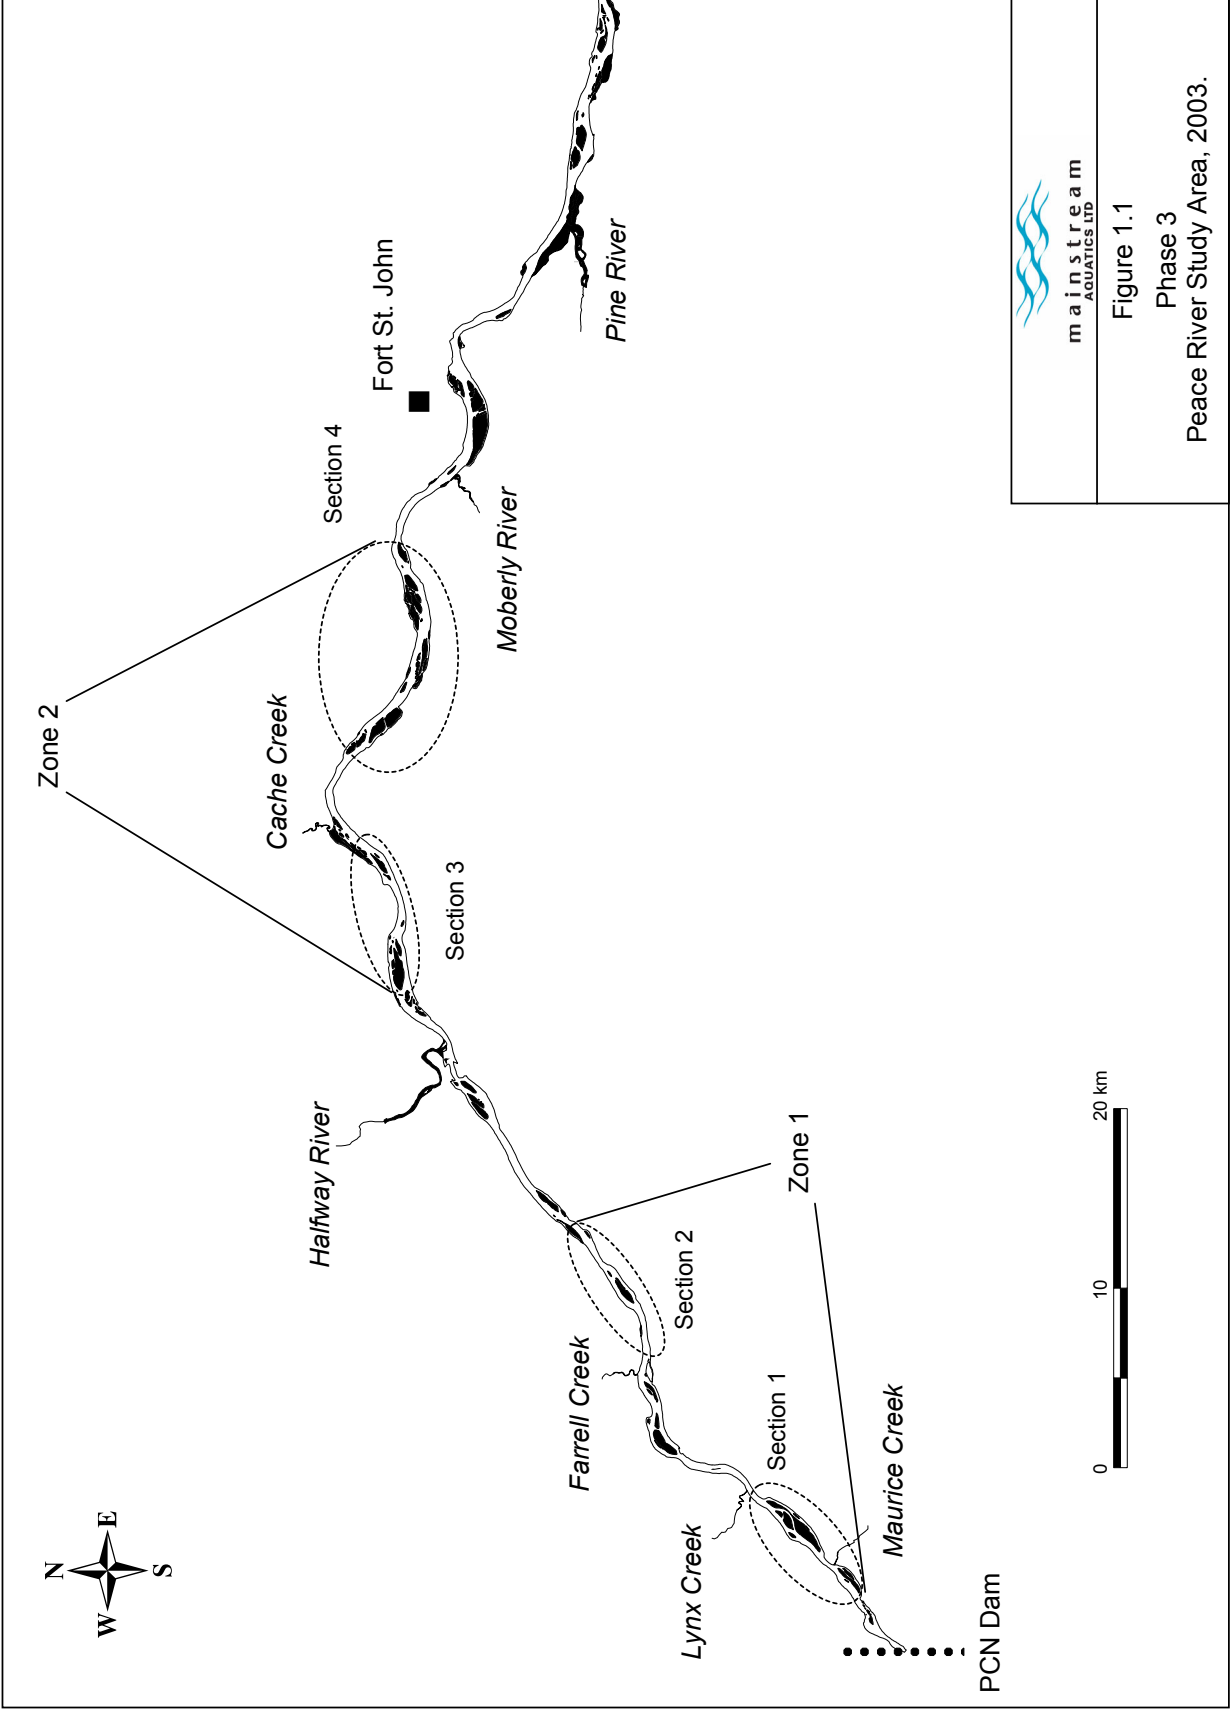 N
W
E
S
Zone 2
Cache Creek
Section 4
Fort St. John
Halfway River
Section 3
Moberly River
Pine River
Farrell Creek
Section 2
Zone 1
Lynx Creek
Section 1
Maurice Creek
PCN Dam
0
10
20 km
mainstream
AQUATICS LTD
Figure 1.1
Phase 3
Peace River Study Area, 2003.